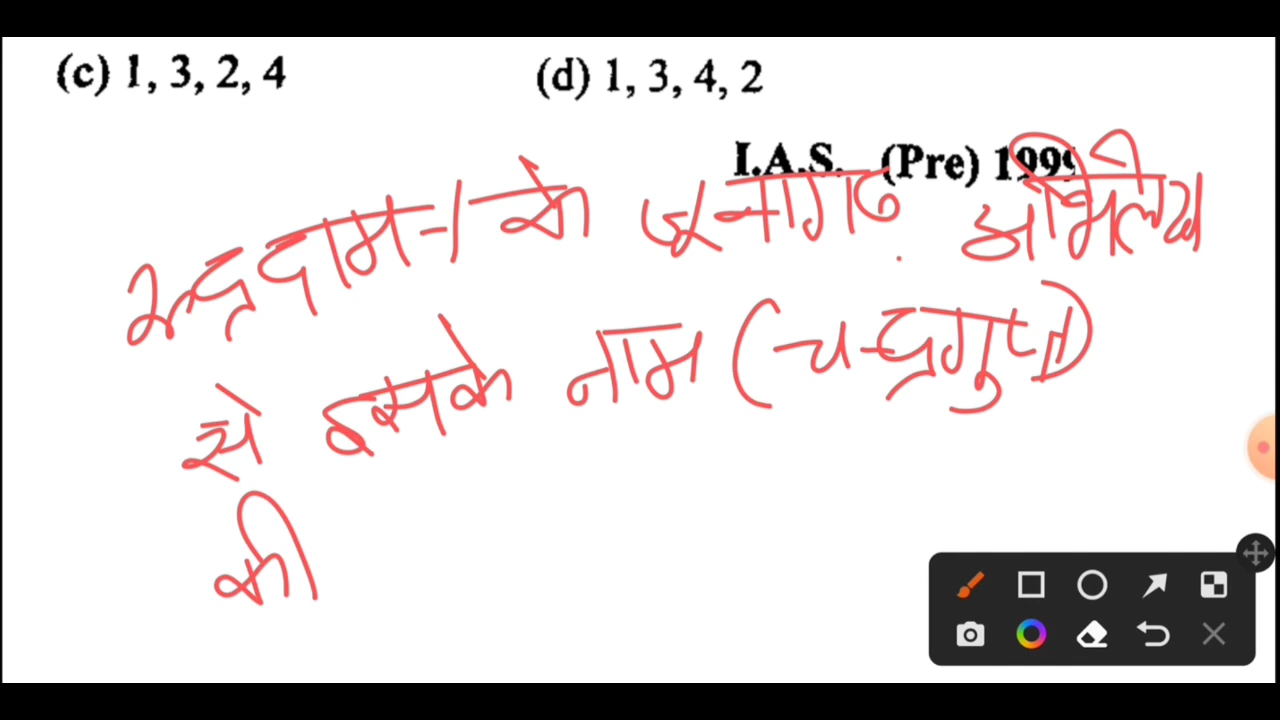 (c) 1, 3, 2, 4 (d) 1, 3, 4, 2
I.A.S. (Pre) 1999
रुद्रदामन-I के जूनागढ़ अभिलेख
से इसके नाम (चन्द्रगुप्त)
की